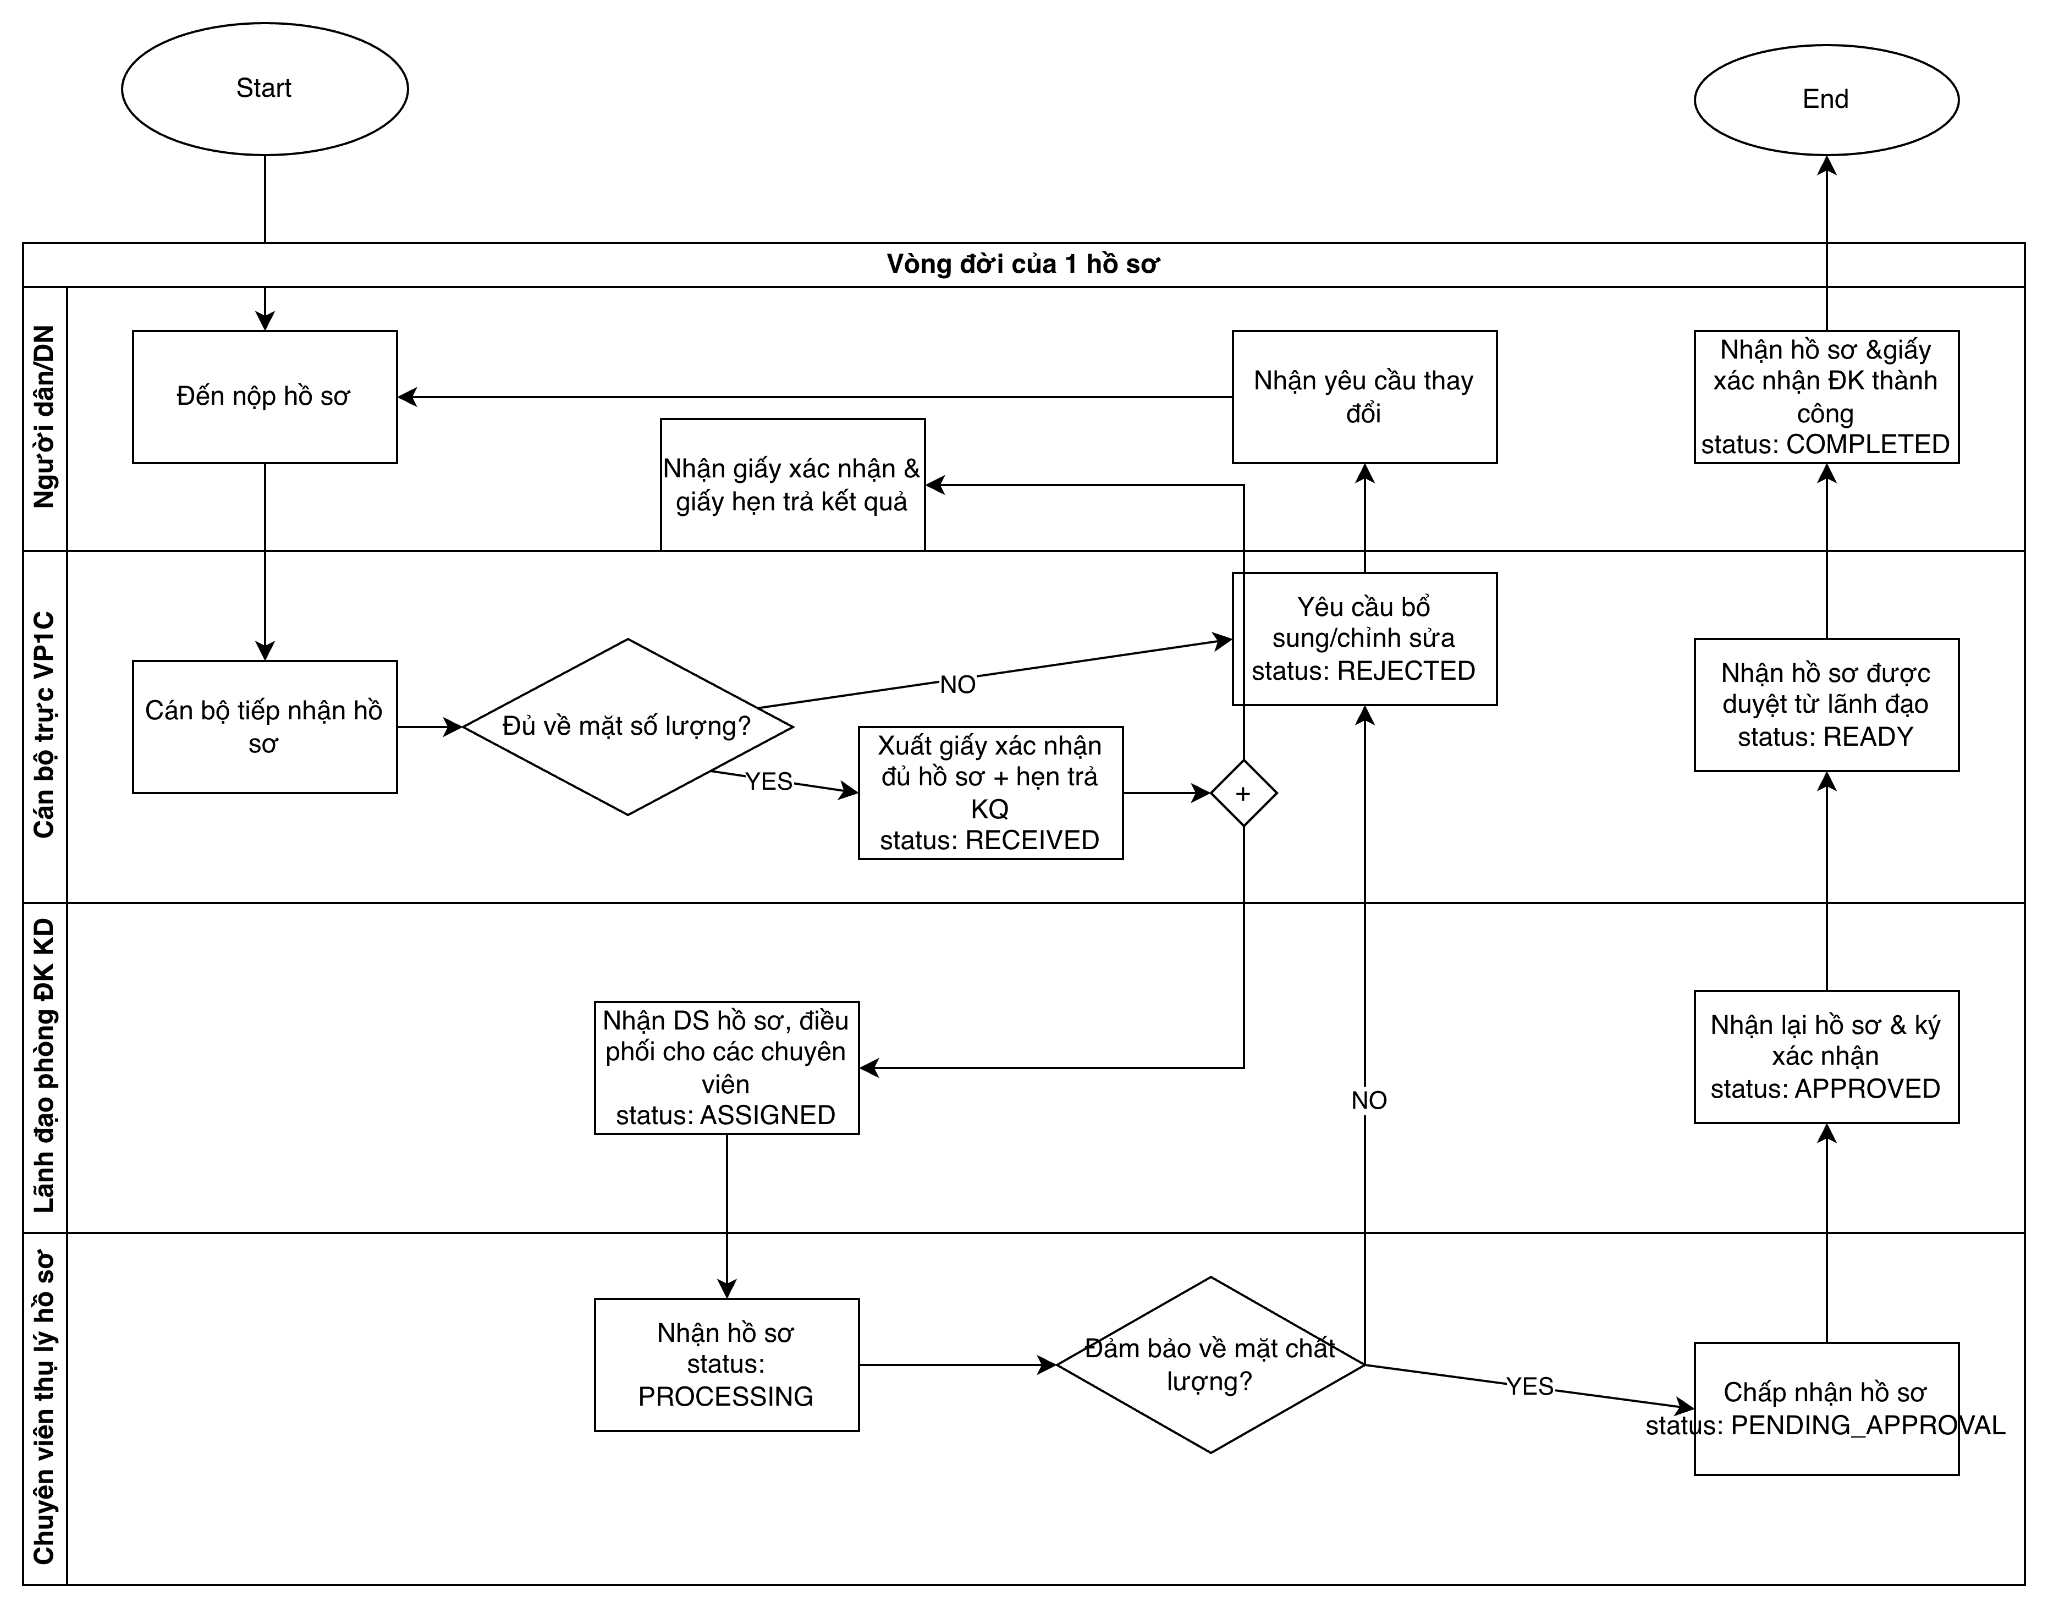 Start
End
Vòng đời của 1 hồ sơ
Người dân/DN
Đến nộp hồ sơ
Nhận giấy xác nhận &
giấy hẹn trả kết quả
Nhận yêu cầu thay
đổi
Nhận hồ sơ &giấy
xác nhận ĐK thành
công
status: COMPLETED
Cán bộ trực VP1C
Cán bộ tiếp nhận hồ
sơ
Đủ về mặt số lượng?
NO
YES
Xuất giấy xác nhận
đủ hồ sơ + hẹn trả
KQ
status: RECEIVED
+
Yêu cầu bổ
sung/chỉnh sửa
status: REJECTED
Nhận hồ sơ được
duyệt từ lãnh đạo
status: READY
Lãnh đạo phòng ĐK KD
Nhận DS hồ sơ, điều
phối cho các chuyên
viên
status: ASSIGNED
NO
Nhận lại hồ sơ & ký
xác nhận
status: APPROVED
Chuyên viên thụ lý hồ sơ
Nhận hồ sơ
status:
PROCESSING
Đảm bảo về mặt chất
lượng?
YES
Chấp nhận hồ sơ
status: PENDING_APPROVAL